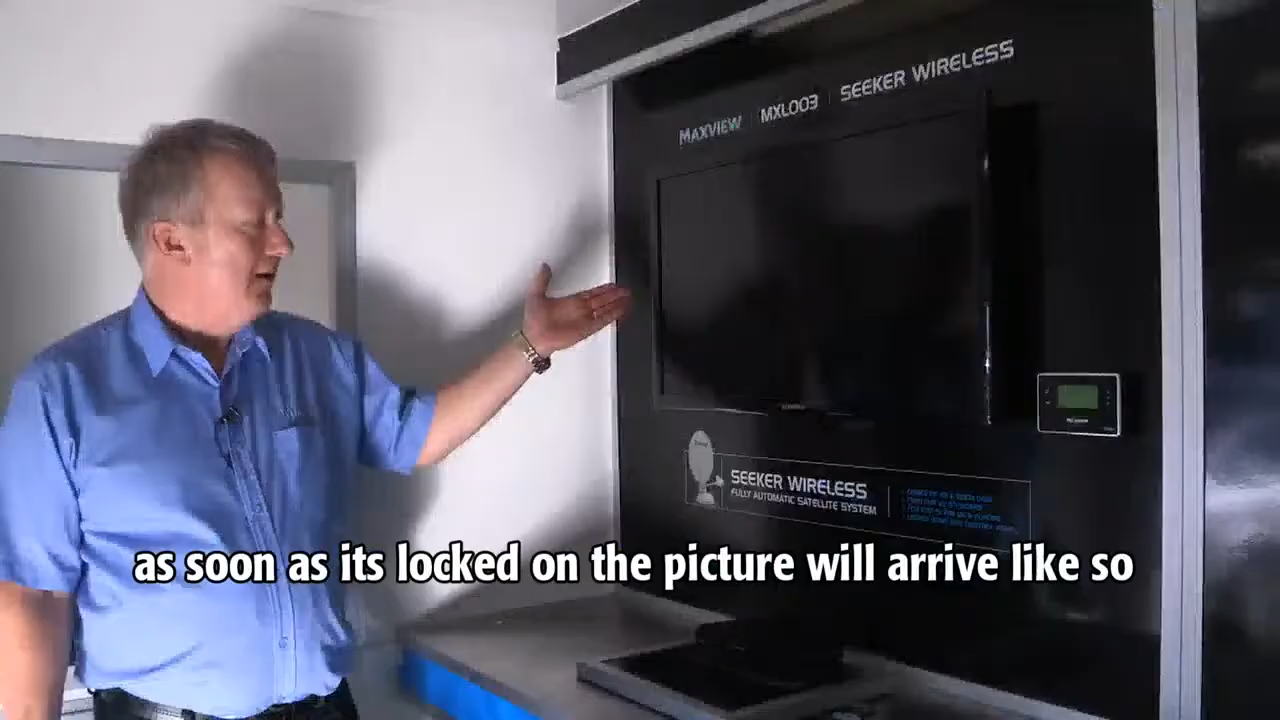 MAXVIEW MXL003 SEEKER WIRELESS
SEEKER WIRELESS
FULLY AUTOMATIC SATELLITE SYSTEM
as soon as its locked on the picture will arrive like so